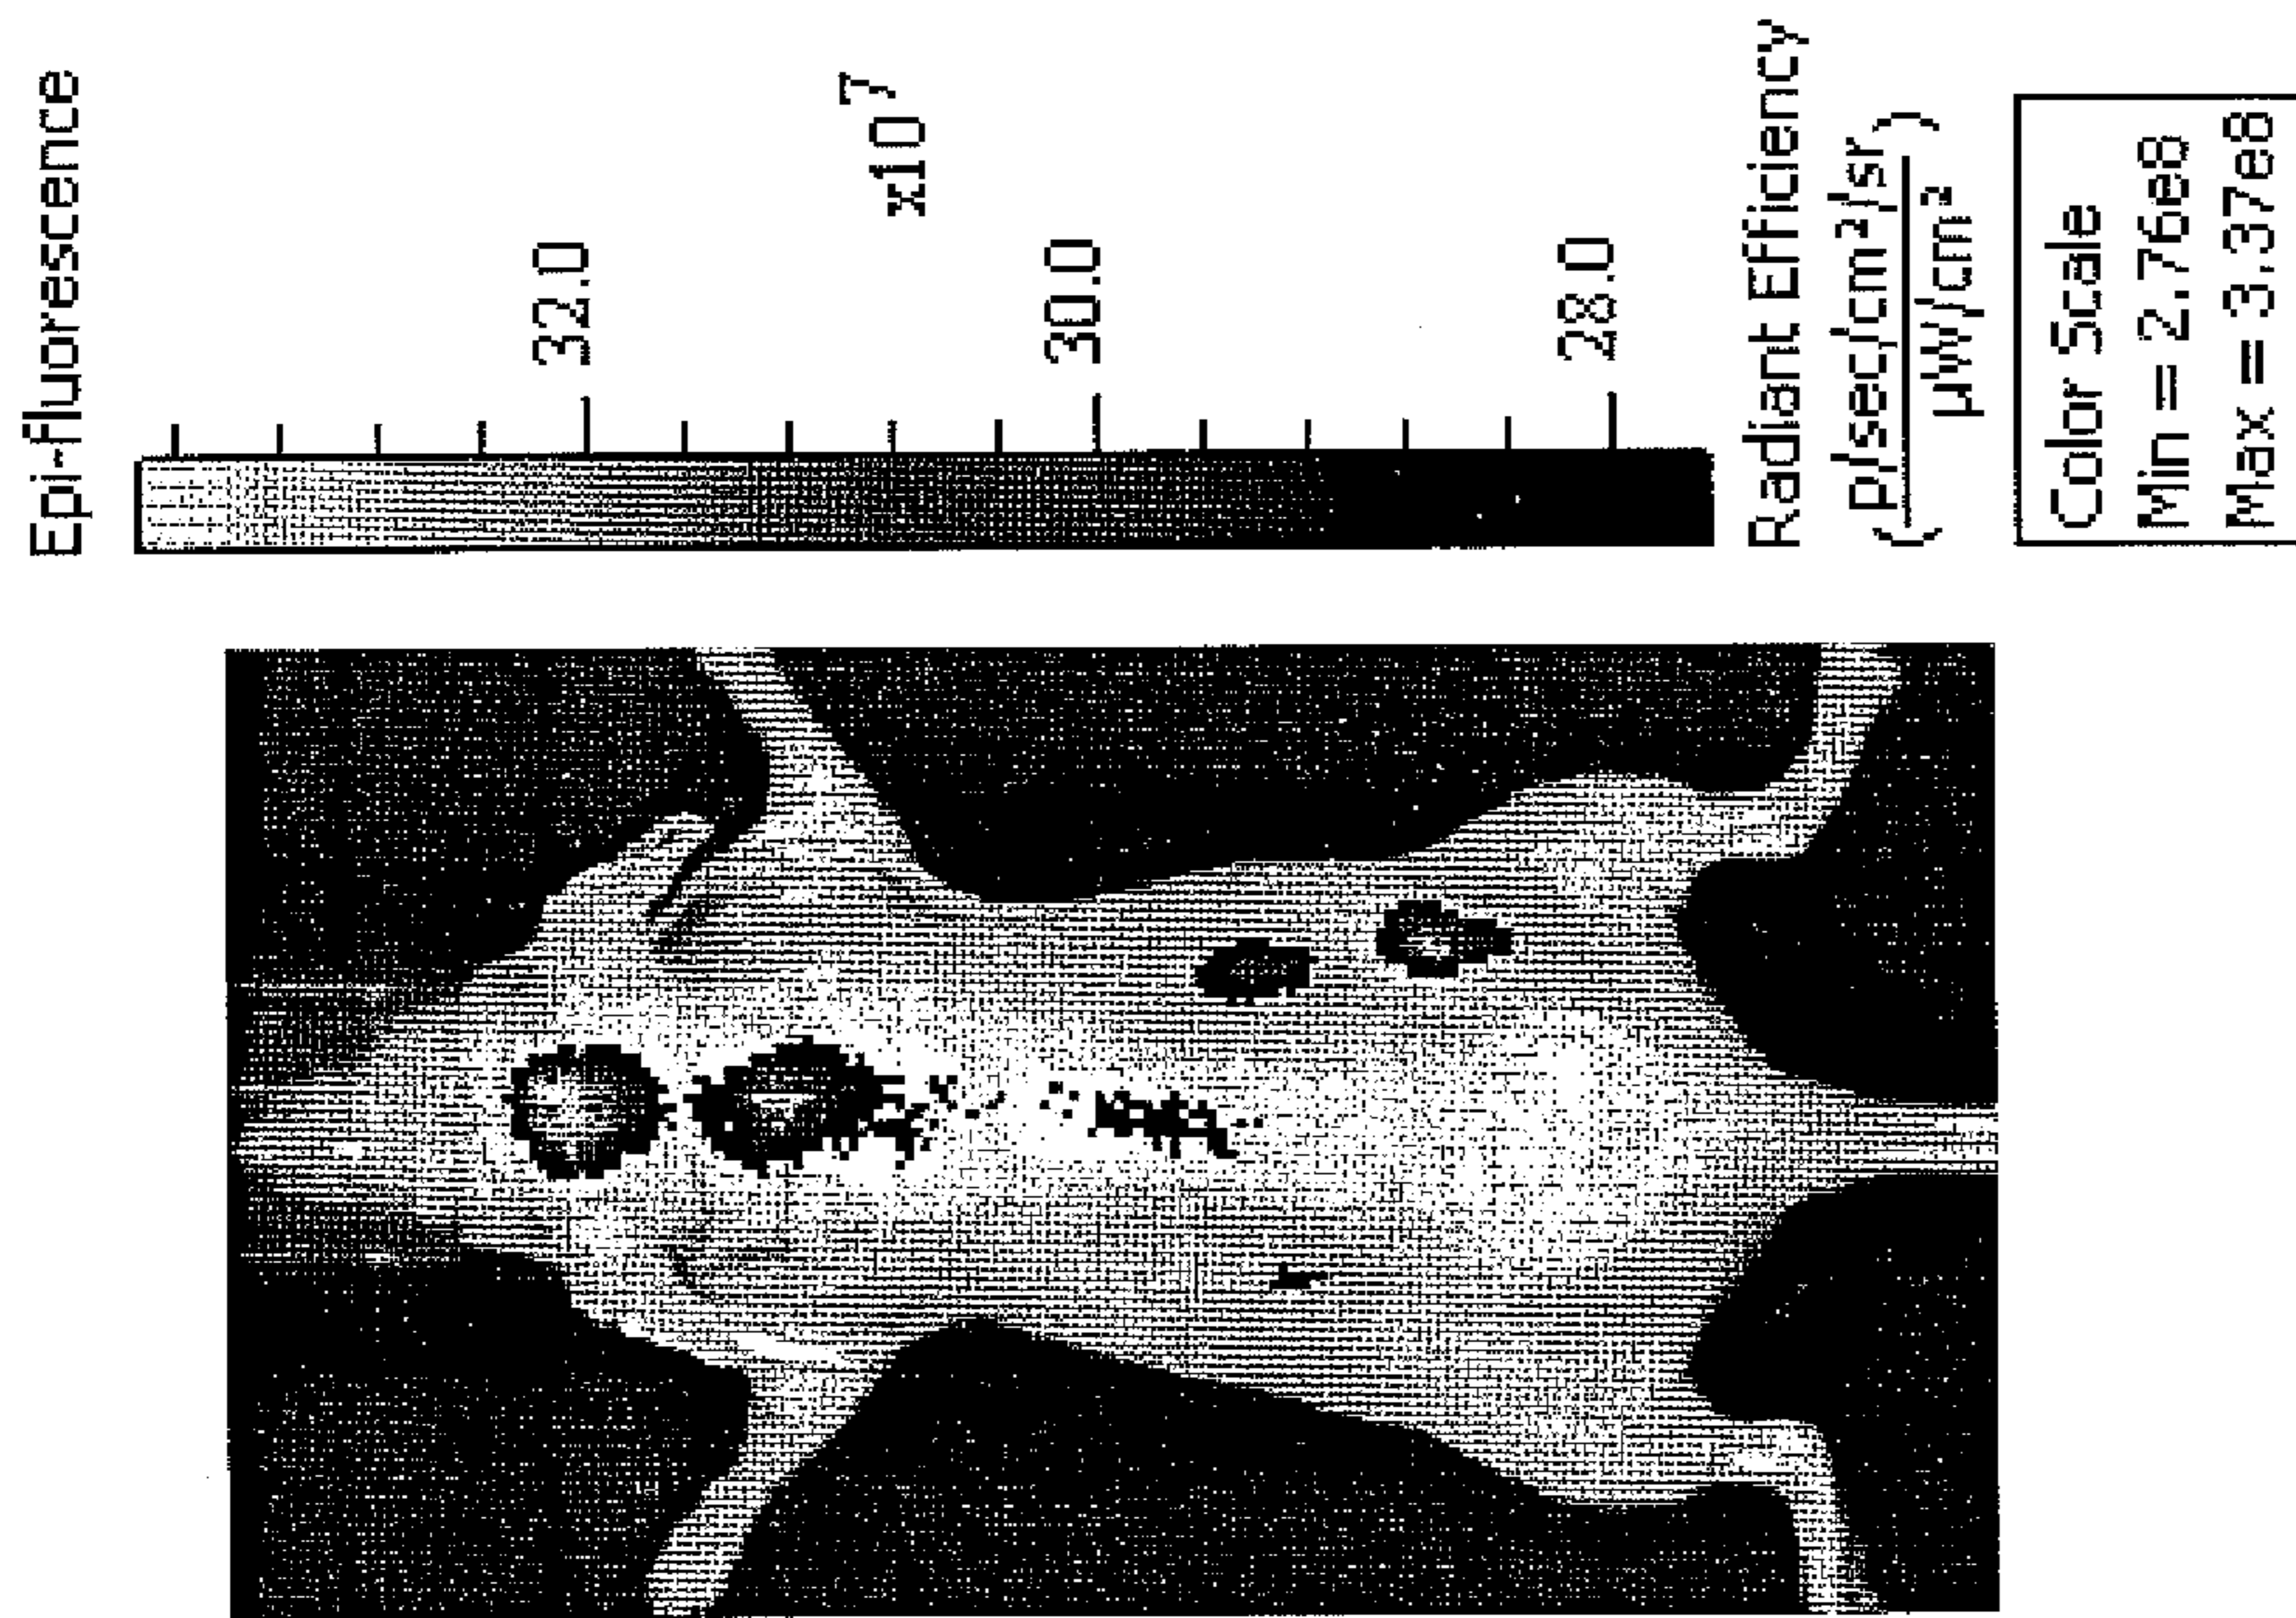 Epi-fluorescence
32.0
x10⁷
30.0
28.0
Radiant Efficiency
(p/sec/cm²/sr)
µW/cm²
Color Scale
Min = 2.76e8
Max = 3.37e8